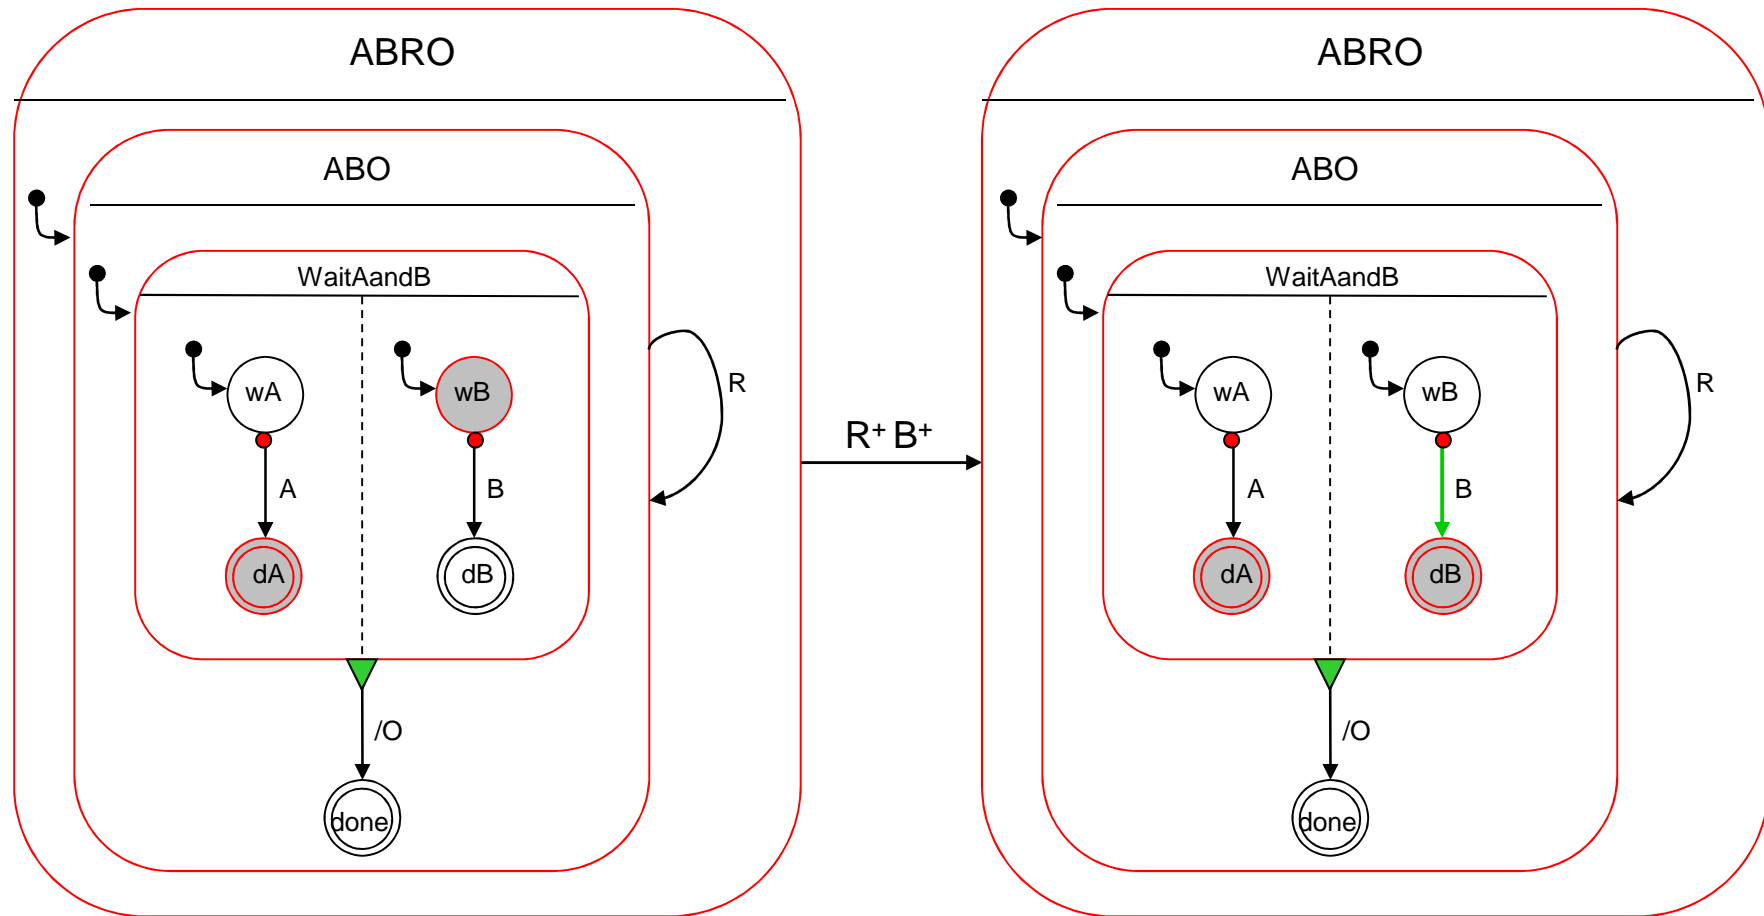 ABRO
ABO
WaitAandB
wA
wB
A
B
dA
dB
R
/O
done
R⁺ B⁺
ABRO
ABO
WaitAandB
wA
wB
A
B
dA
dB
R
/O
done